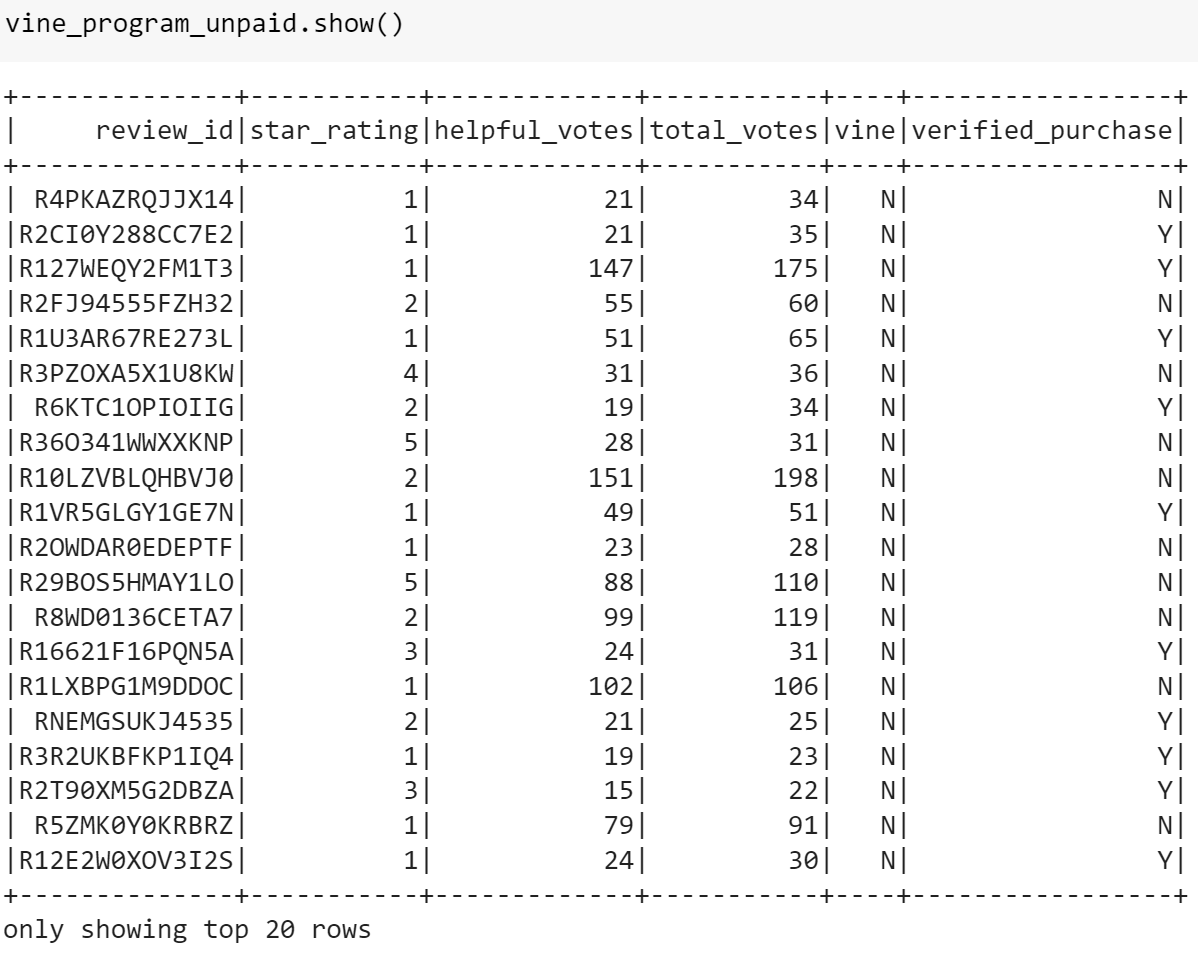 vine_program_unpaid.show()
+--------------+-----------+-------------+-----------+----+-----------------+
|     review_id|star_rating|helpful_votes|total_votes|vine|verified_purchase|
+--------------+-----------+-------------+-----------+----+-----------------+
| R4PKAZRQJJX14|          1|           21|         34|   N|                N|
|R2CI0Y288CC7E2|          1|           21|         35|   N|                Y|
|R127WEQY2FM1T3|          1|          147|        175|   N|                Y|
|R2FJ94555FZH32|          2|           55|         60|   N|                N|
|R1U3AR67RE273L|          1|           51|         65|   N|                Y|
|R3PZOXA5X1U8KW|          4|           31|         36|   N|                N|
| R6KTC1OPIOIIG|          2|           19|         34|   N|                Y|
|R36O341WWXXKNP|          5|           28|         31|   N|                N|
|R10LZVBLQHBVJ0|          2|          151|        198|   N|                N|
|R1VR5GLGY1GE7N|          1|           49|         51|   N|                Y|
|R2OWDAR0EDEPTF|          1|           23|         28|   N|                N|
|R29BOS5HMAY1LO|          5|           88|        110|   N|                N|
| R8WD0136CETA7|          2|           99|        119|   N|                N|
|R16621F16PQN5A|          3|           24|         31|   N|                Y|
|R1LXBPG1M9DDOC|          1|          102|        106|   N|                N|
| RNEMGSUKJ4535|          2|           21|         25|   N|                Y|
|R3R2UKBFKP1IQ4|          1|           19|         23|   N|                Y|
|R2T90XM5G2DBZA|          3|           15|         22|   N|                Y|
| R5ZMK0Y0KRBRZ|          1|           79|         91|   N|                N|
|R12E2W0XOV3I2S|          1|           24|         30|   N|                Y|
+--------------+-----------+-------------+-----------+----+-----------------+
only showing top 20 rows